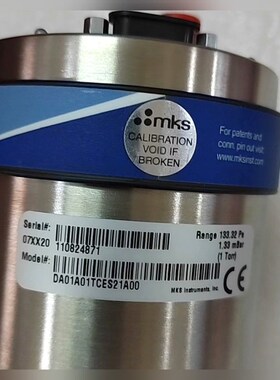 mks
CALIBRATION
VOID IF
BROKEN
For patents and
conn. pin out visit:
www.mksinst.com
Serial#:
07XX20 110824871
Model#:
DA01A01TCES21A00
Range 133.32 Pa
1.33 mBar
(1 Torr)
MKS Instruments, Inc.
CE